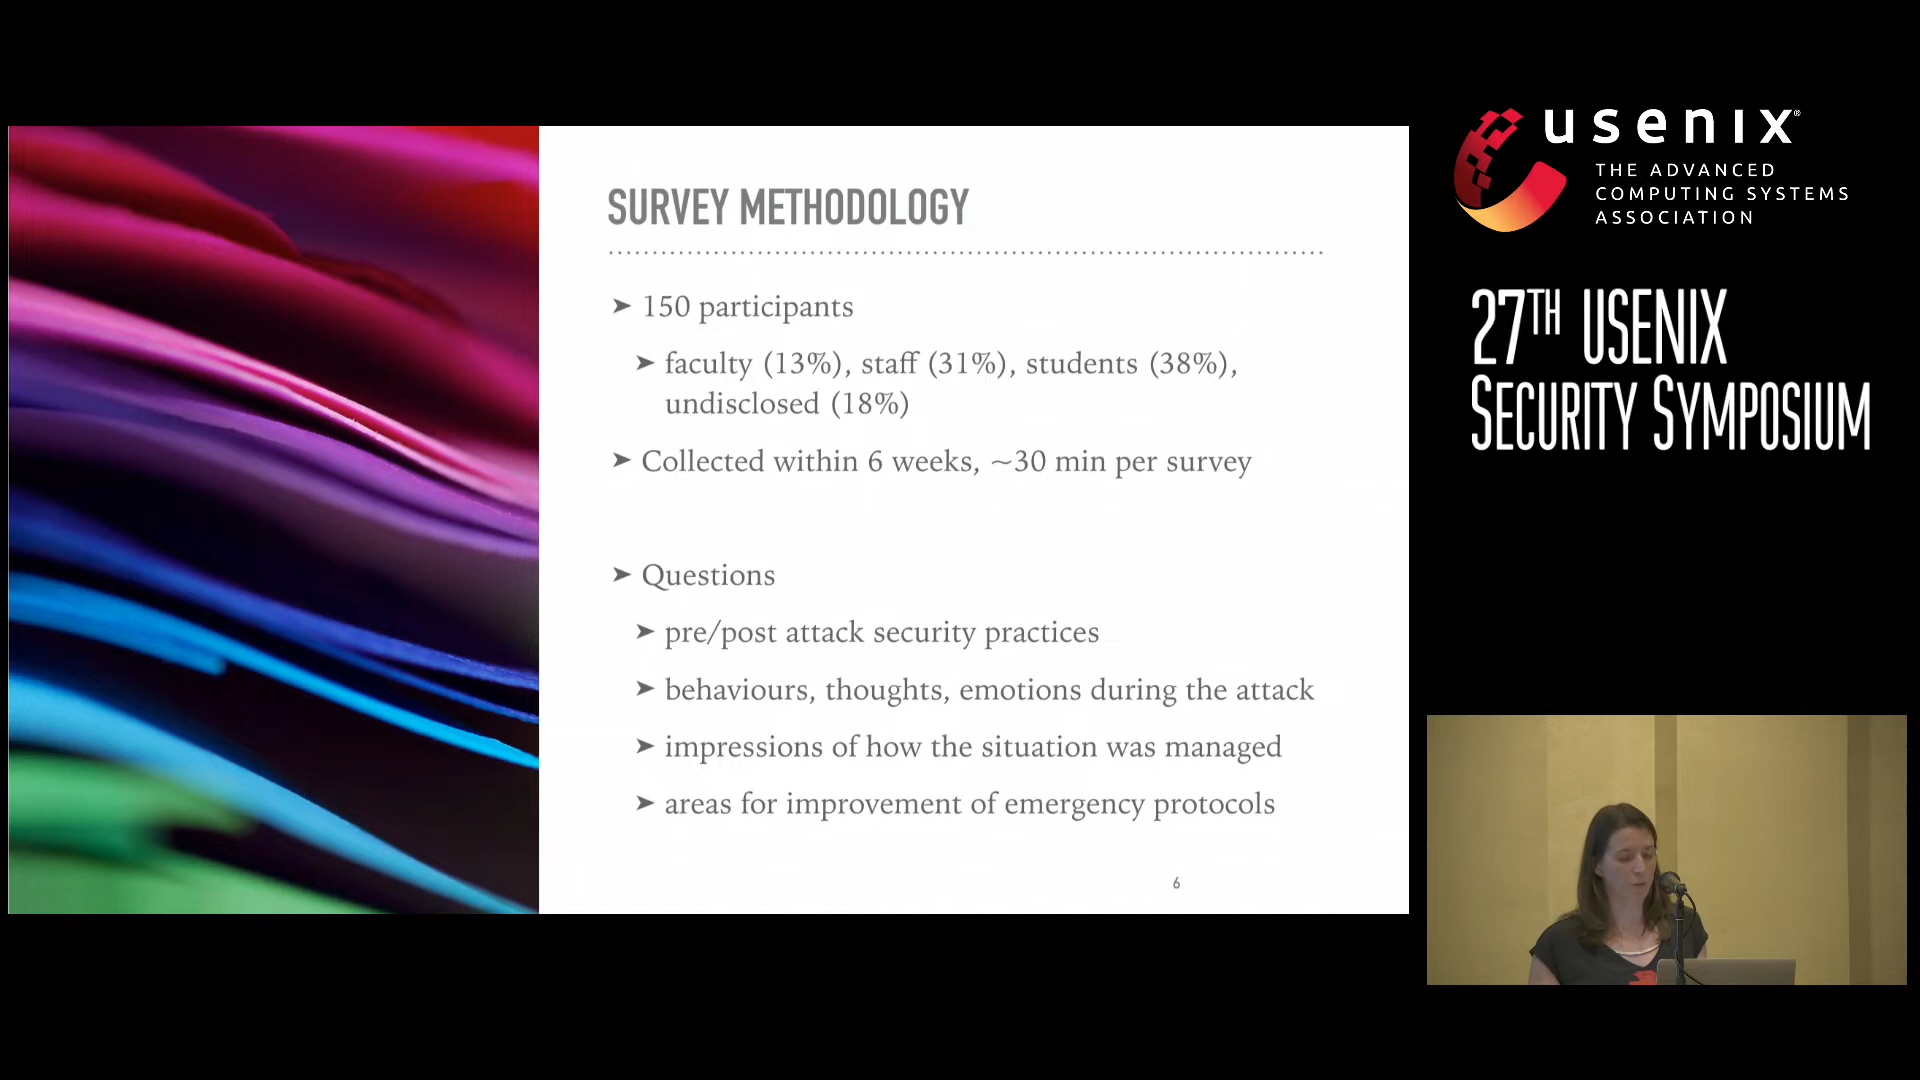 SURVEY METHODOLOGY
➤ 150 participants
➤ faculty (13%), staff (31%), students (38%),
undisclosed (18%)
➤ Collected within 6 weeks, ~30 min per survey
➤ Questions
➤ pre/post attack security practices
➤ behaviours, thoughts, emotions during the attack
➤ impressions of how the situation was managed
➤ areas for improvement of emergency protocols
6
usenix®
THE ADVANCED
COMPUTING SYSTEMS
ASSOCIATION
27TH USENIX
SECURITY SYMPOSIUM